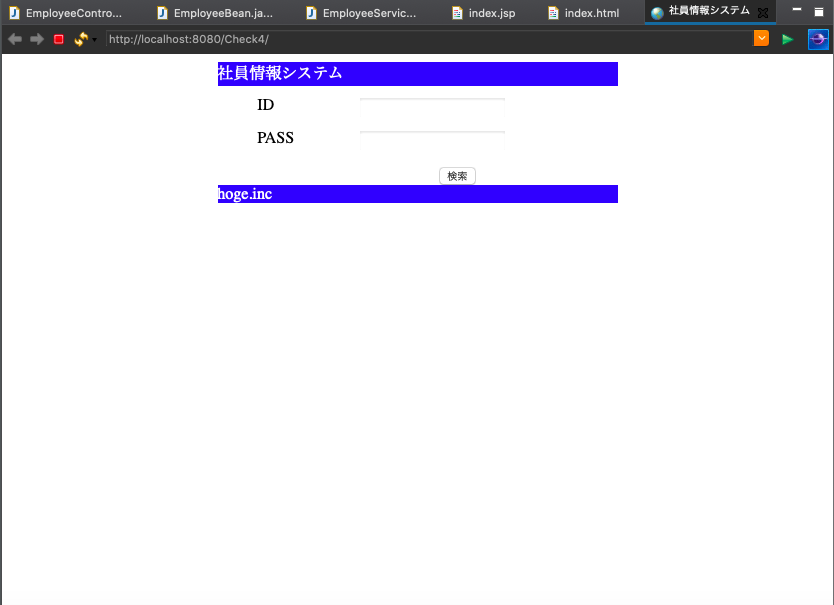 EmployeeContro...
EmployeeBean.ja...
EmployeeServic...
index.jsp
index.html
社員情報システム
http://localhost:8080/Check4/
社員情報システム
ID
PASS
検索
hoge.inc